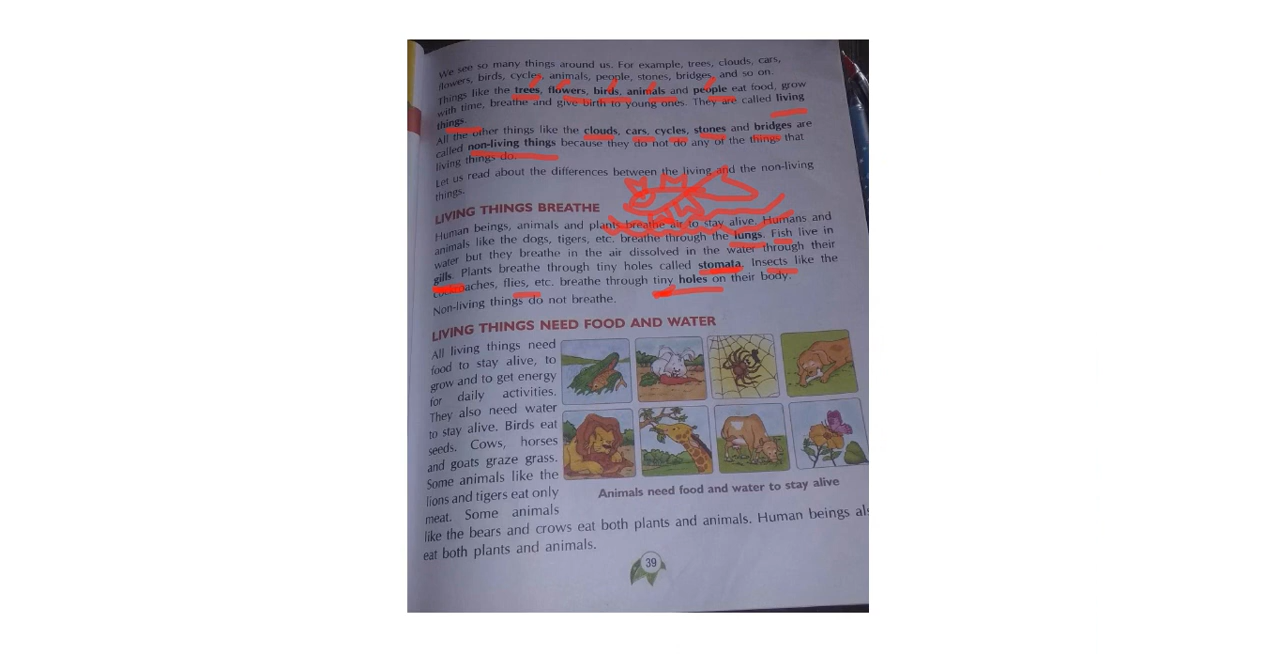 We see so many things around us. For example, trees, clouds, cars,
flowers, birds, cycles, animals, people, stones, bridges, and so on.
Things like the trees, flowers, birds, animals and people eat food, grow
with time, breathe and give birth to young ones. They are called living
things.
All the other things like the clouds, cars, cycles, stones and bridges are
called non-living things because they do not do any of the things that
living things do.
Let us read about the differences between the living and the non-living
things.
LIVING THINGS BREATHE
Human beings, animals and plants breathe air to stay alive. Humans and
animals like the dogs, tigers, etc. breathe through the lungs. Fish live in
water but they breathe in the air dissolved in the water through their
gills. Plants breathe through tiny holes called stomata. Insects like the
cockroaches, flies, etc. breathe through tiny holes on their body.
Non-living things do not breathe.
LIVING THINGS NEED FOOD AND WATER
All living things need
food to stay alive, to
grow and to get energy
for daily activities.
They also need water
to stay alive. Birds eat
seeds. Cows, horses
and goats graze grass.
Some animals like the
lions and tigers eat only
meat. Some animals
Animals need food and water to stay alive
like the bears and crows eat both plants and animals. Human beings als
eat both plants and animals.
39